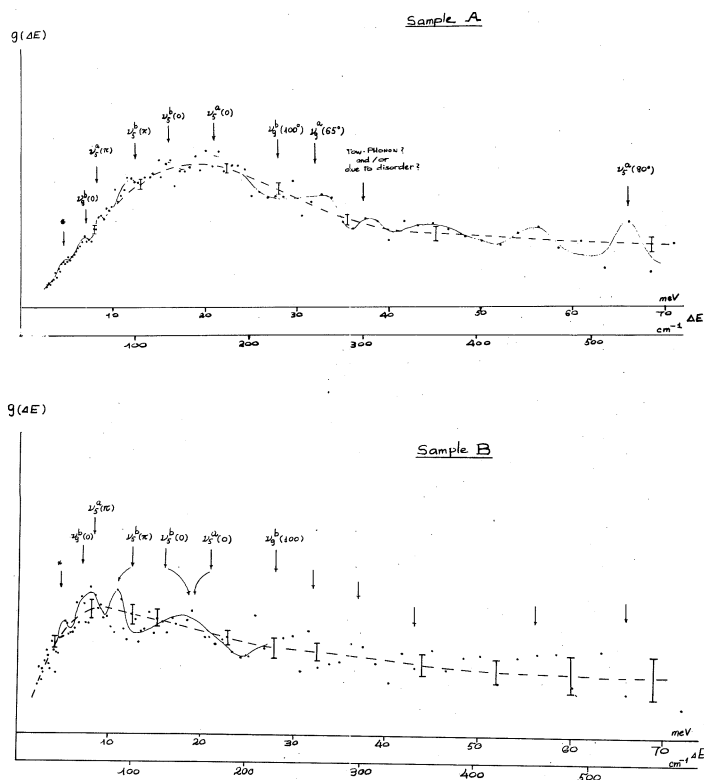 Sample A
g(ΔE)
ν₅ᵇ(0)
ν₅ᵃ(0)
ν₅ᵇ(π)
ν₉ᵇ(100°)
ν₉ᵃ(65°)
ν₅ᵃ(π)
Tow-PHONON?
and/or
due to disorder?
ν₅ᵃ(80°)
ν₉ᵇ(0)
*
meV
10 20 30 40 50 60 70 ΔE
cm⁻¹
100 200 300 400 500
g(ΔE)
Sample B
ν₅ᵃ(π)
ν₉ᵇ(0) ν₅ᵇ(π) ν₅ᵇ(0) ν₅ᵃ(0) ν₉ᵇ(100)
*
meV
10 20 30 40 50 60 70
cm⁻¹ ΔE
100 200 300 400 500